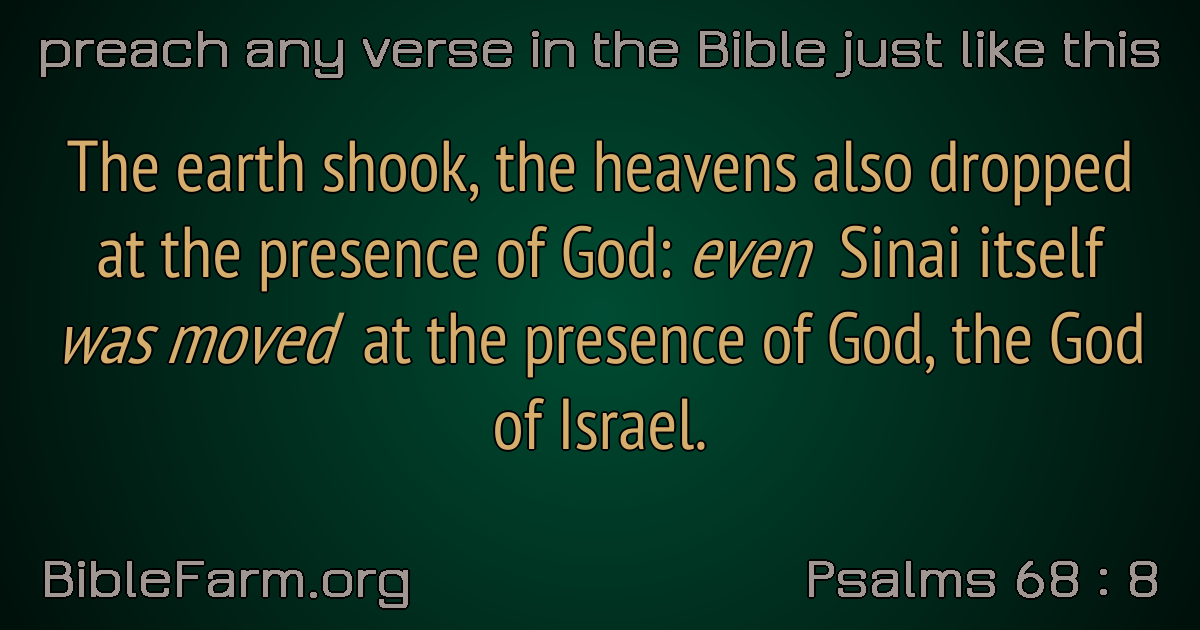 preach any verse in the Bible just like this
The earth shook, the heavens also dropped
at the presence of God: even Sinai itself
was moved at the presence of God, the God
of Israel.
BibleFarm.org
Psalms 68 : 8